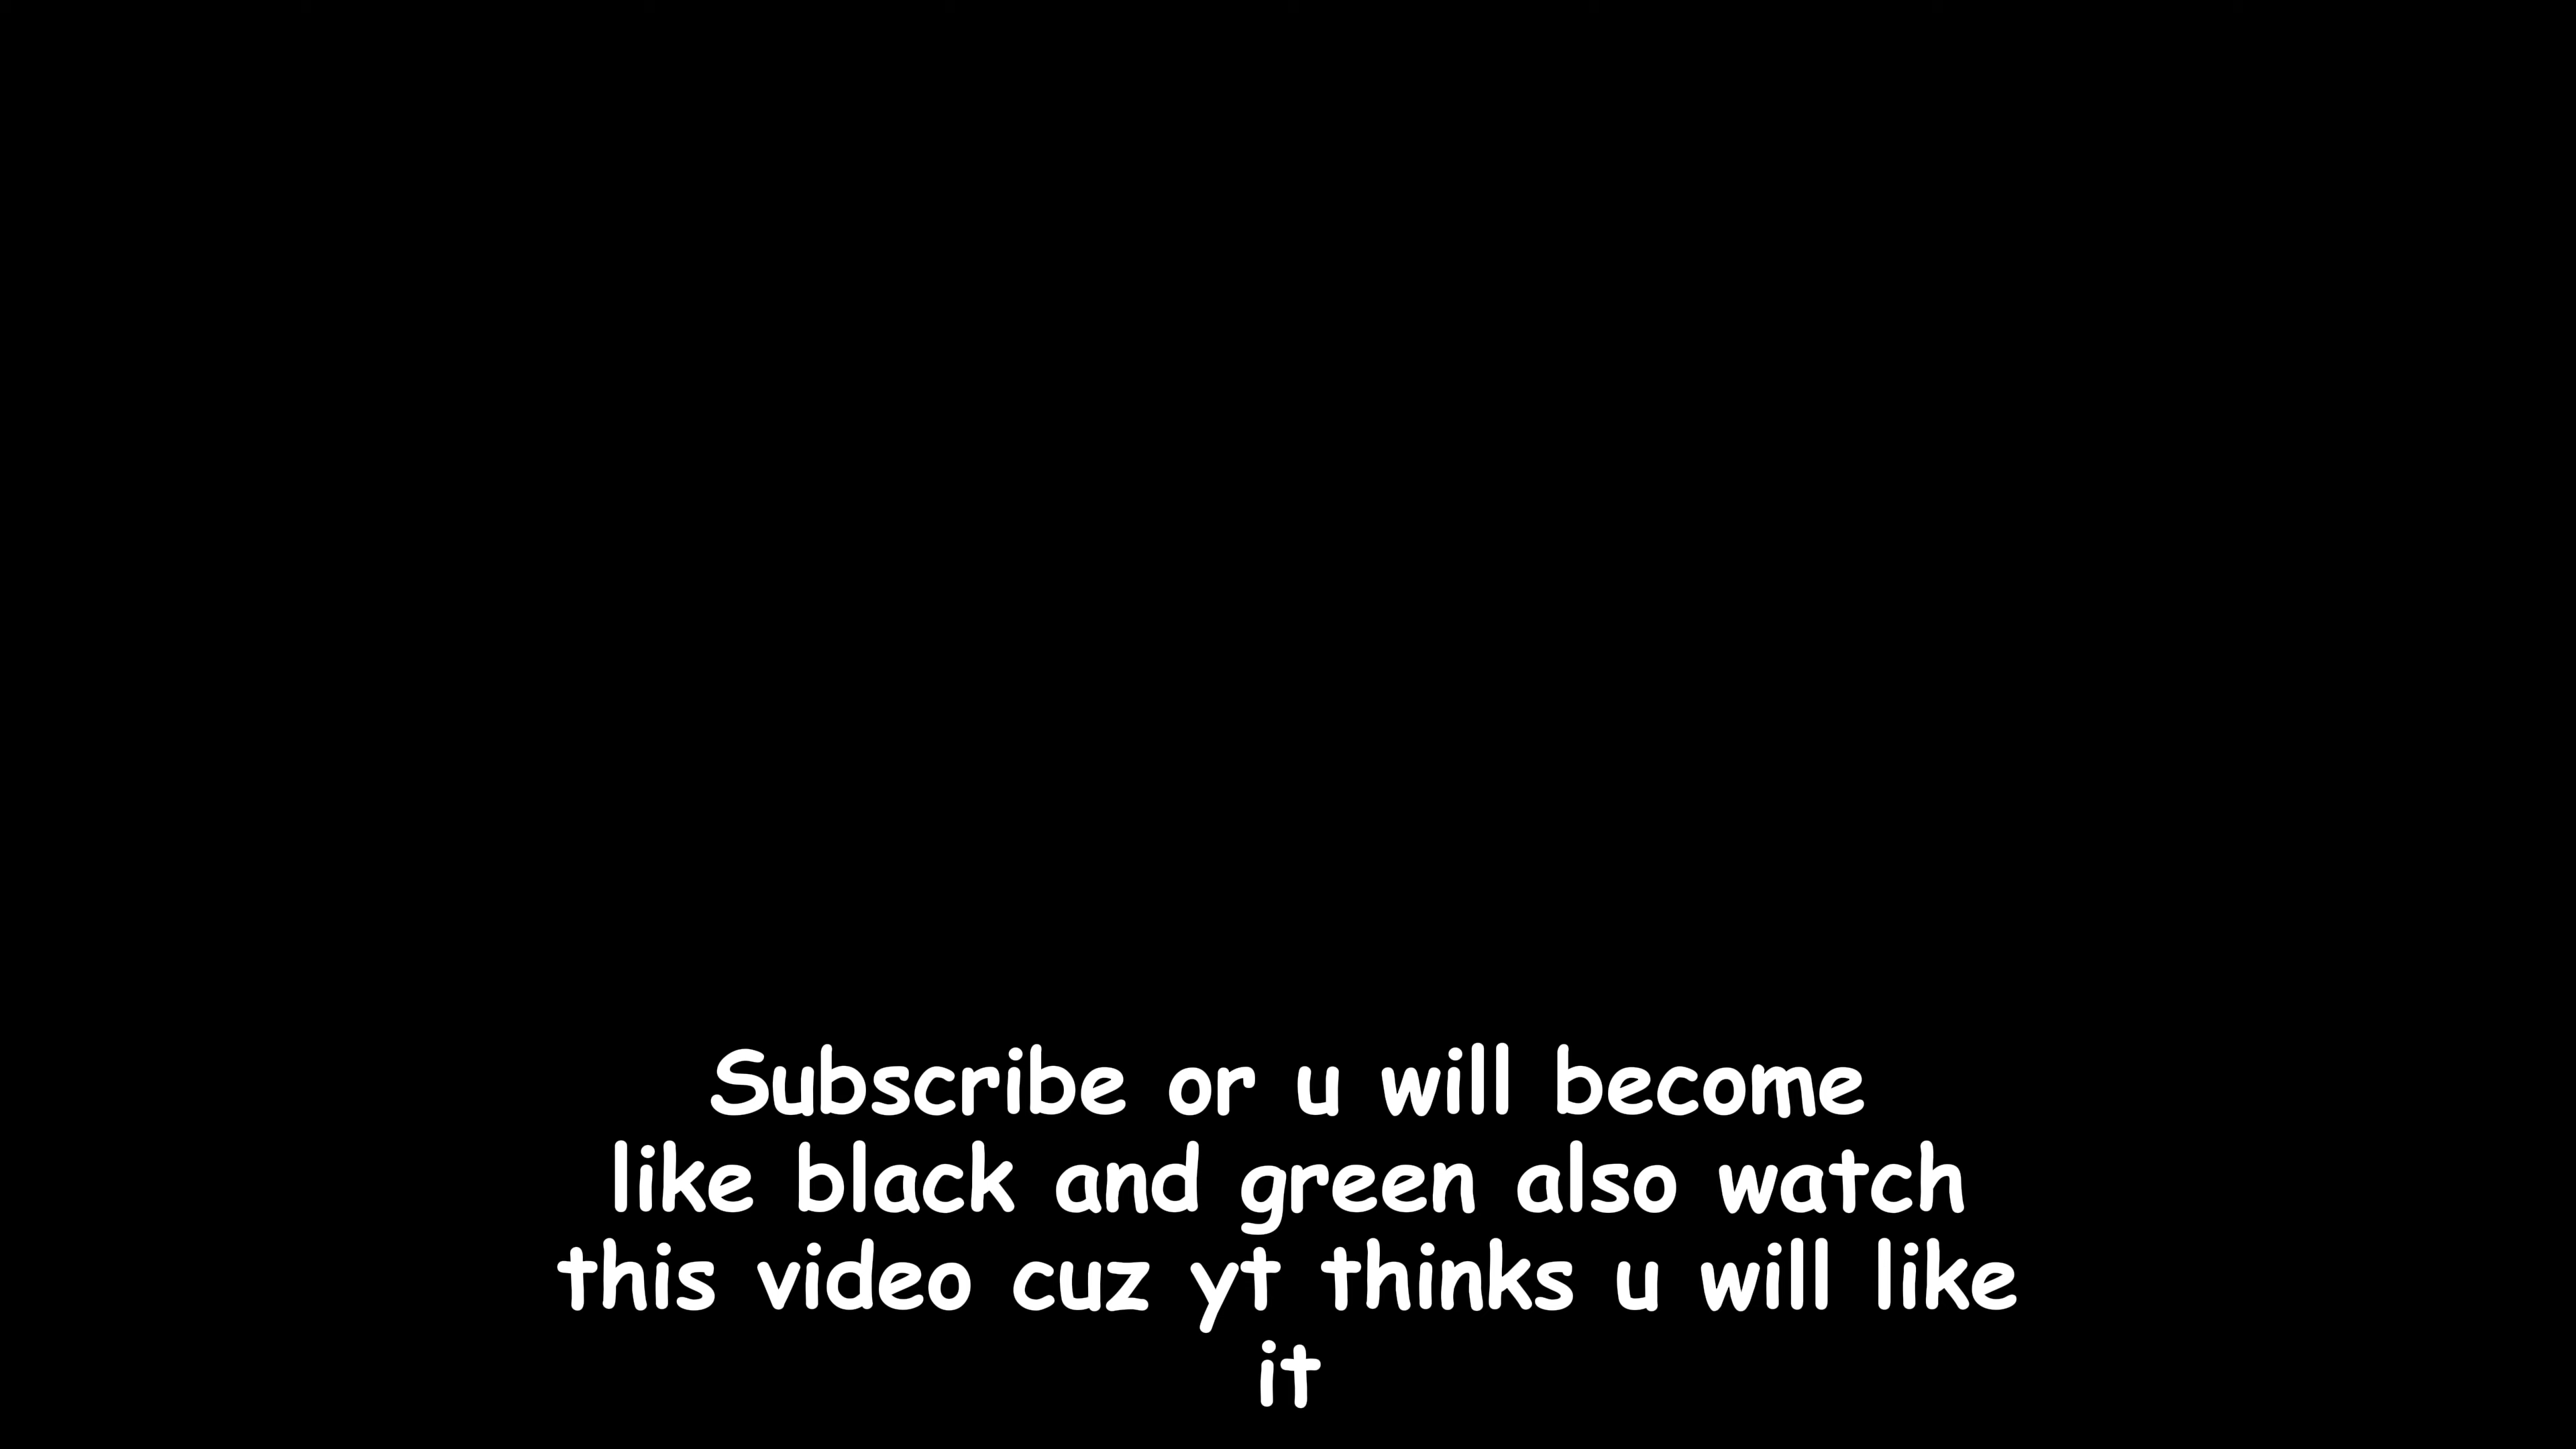 Subscribe or u will become
like black and green also watch
this video cuz yt thinks u will like
it